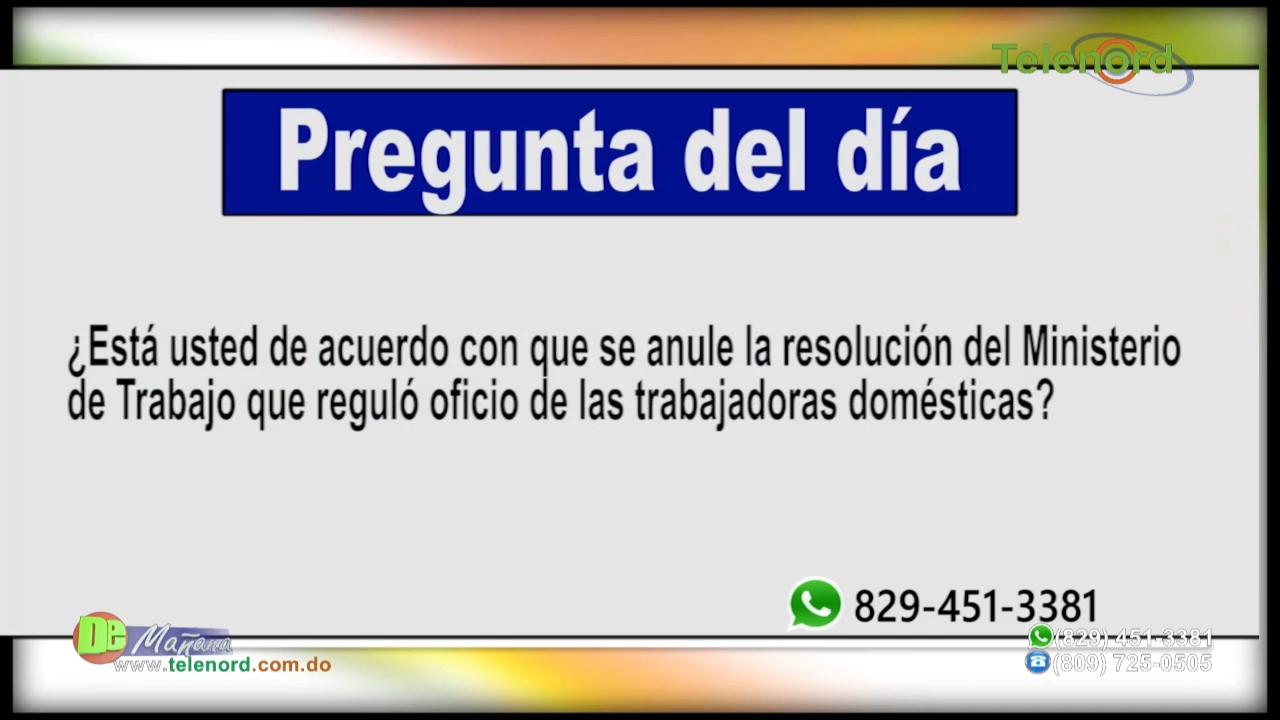 Telenord
Pregunta del día
¿Está usted de acuerdo con que se anule la resolución del Ministerio
de Trabajo que reguló oficio de las trabajadoras domésticas?
829-451-3381
De Mañana
www.telenord.com.do
(829) 451-3381
(809) 725-0505